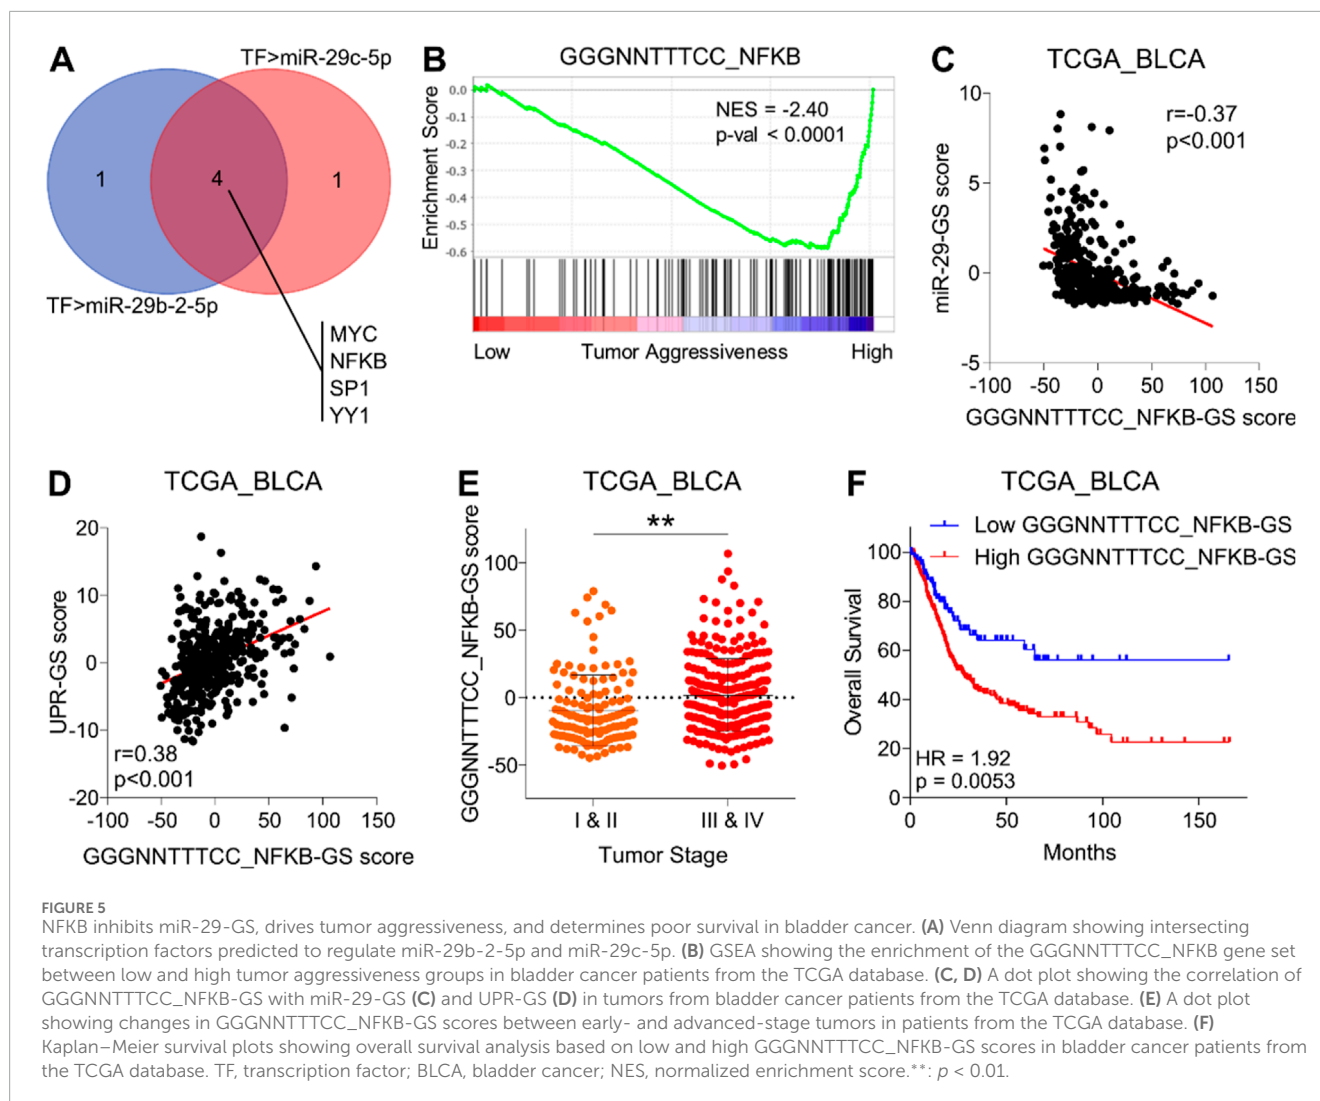 A
TF>miR-29c-5p
1
4
1
TF>miR-29b-2-5p
MYC
NFKB
SP1
YY1
B
GGGNNTTTCC_NFKB
Enrichment Score
0.0
-0.1
-0.2
-0.3
-0.4
-0.5
-0.6
NES = -2.40
p-val < 0.0001
Low Tumor Aggressiveness High
C
TCGA_BLCA
miR-29-GS score
10
5
0
-5
r=-0.37
p<0.001
-100 -50 0 50 100 150
GGGNNTTTCC_NFKB-GS score
D
TCGA_BLCA
UPR-GS score
20
10
0
-10
-20
r=0.38
p<0.001
-100 -50 0 50 100 150
GGGNNTTTCC_NFKB-GS score
E
TCGA_BLCA
GGGNNTTTCC_NFKB-GS score
**
100
50
0
-50
I & II III & IV
Tumor Stage
F
TCGA_BLCA
Low GGGNNTTTCC_NFKB-GS
High GGGNNTTTCC_NFKB-GS
Overall Survival
100
80
60
40
20
0
HR = 1.92
p = 0.0053
0 50 100 150
Months
FIGURE 5
NFKB inhibits miR-29-GS, drives tumor aggressiveness, and determines poor survival in bladder cancer. (A) Venn diagram showing intersecting
transcription factors predicted to regulate miR-29b-2-5p and miR-29c-5p. (B) GSEA showing the enrichment of the GGGNNTTTCC_NFKB gene set
between low and high tumor aggressiveness groups in bladder cancer patients from the TCGA database. (C, D) A dot plot showing the correlation of
GGGNNTTTCC_NFKB-GS with miR-29-GS (C) and UPR-GS (D) in tumors from bladder cancer patients from the TCGA database. (E) A dot plot
showing changes in GGGNNTTTCC_NFKB-GS scores between early- and advanced-stage tumors in patients from the TCGA database. (F)
Kaplan–Meier survival plots showing overall survival analysis based on low and high GGGNNTTTCC_NFKB-GS scores in bladder cancer patients from
the TCGA database. TF, transcription factor; BLCA, bladder cancer; NES, normalized enrichment score.**: p < 0.01.